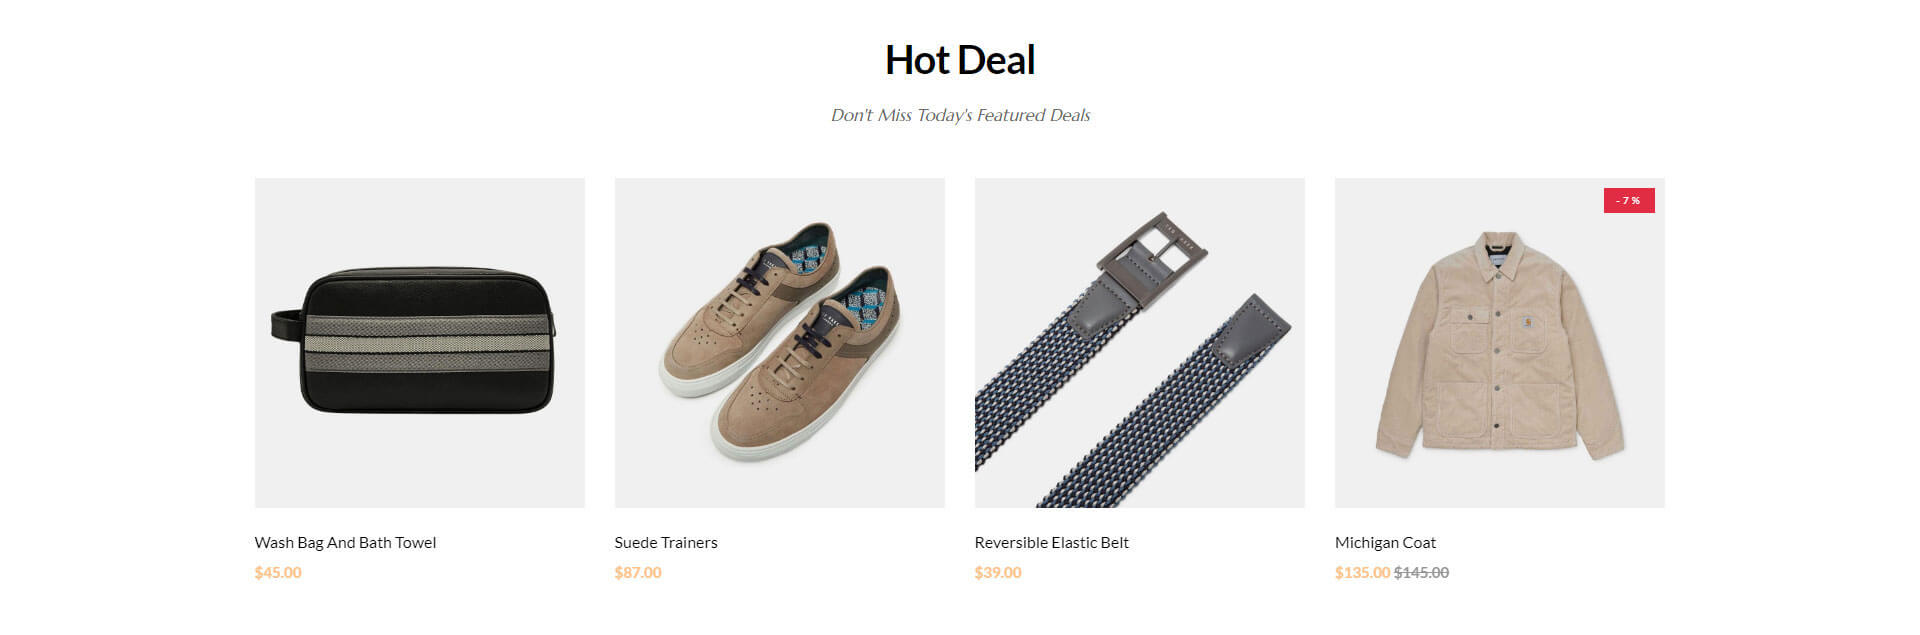 Hot Deal
Don't Miss Today's Featured Deals
- 7 %
Wash Bag And Bath Towel
Suede Trainers
Reversible Elastic Belt
Michigan Coat
$45.00
$87.00
$39.00
$135.00 $145.00